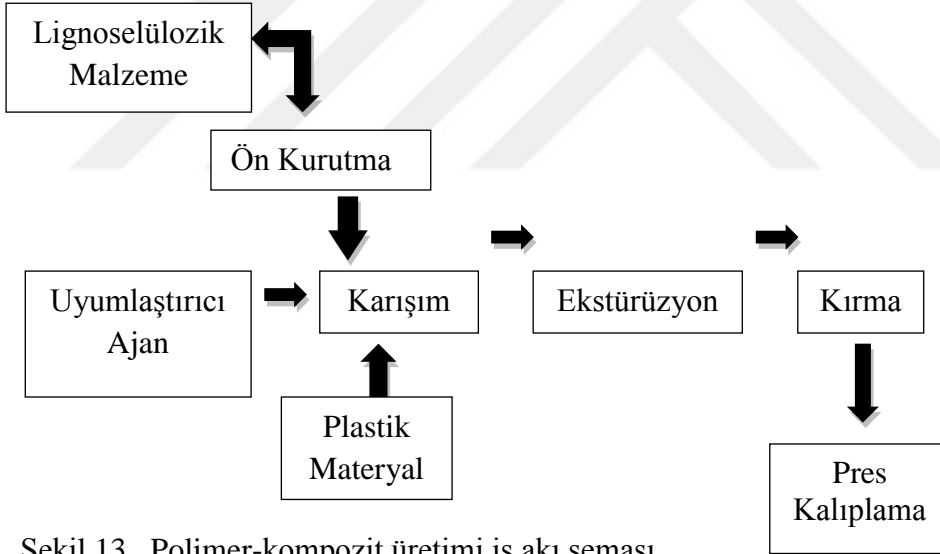 Lignoselülozik
Malzeme
Ön Kurutma
Uyumlaştırıcı
Ajan
Karışım
Ekstürüzyon
Kırma
Plastik
Materyal
Pres
Kalıplama
Şekil 13. Polimer-kompozit üretimi iş akı şeması